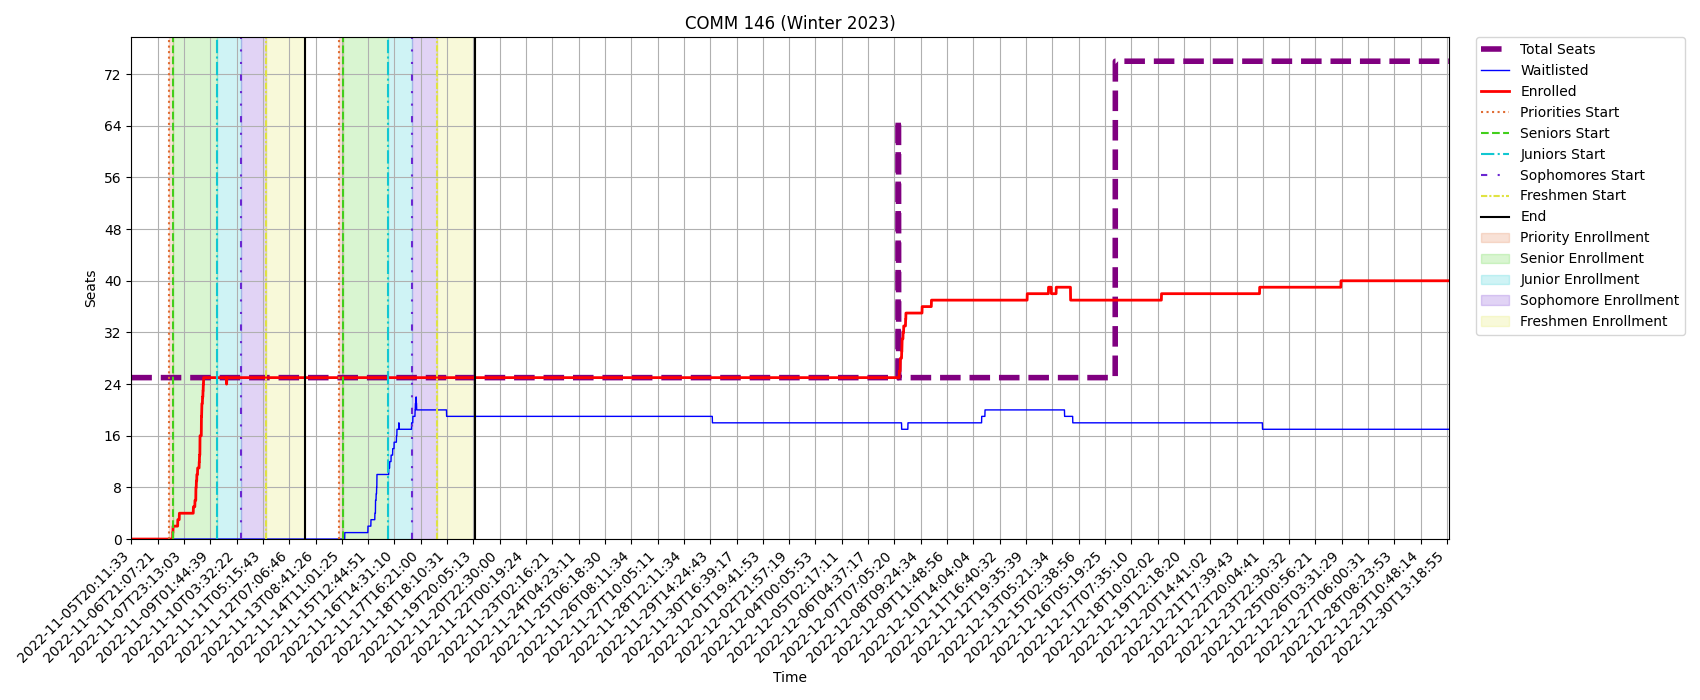 COMM 146 (Winter 2023)
Seats
72
64
56
48
40
32
24
16
8
0
2022-11-05T20:11:33
2022-11-06T21:07:21
2022-11-07T23:13:03
2022-11-09T01:44:39
2022-11-10T03:32:22
2022-11-11T05:15:43
2022-11-12T07:06:46
2022-11-13T08:41:26
2022-11-14T11:01:25
2022-11-15T12:44:51
2022-11-16T14:31:10
2022-11-17T16:21:00
2022-11-18T18:10:31
2022-11-19T20:05:13
2022-11-20T22:30:00
2022-11-22T00:19:24
2022-11-23T02:16:21
2022-11-24T04:23:11
2022-11-25T06:18:30
2022-11-26T08:11:34
2022-11-27T10:05:11
2022-11-28T12:11:34
2022-11-29T14:24:43
2022-11-30T16:39:17
2022-12-01T19:41:53
2022-12-02T21:57:19
2022-12-04T00:05:53
2022-12-05T02:17:11
2022-12-06T04:37:17
2022-12-07T07:05:20
2022-12-08T09:24:34
2022-12-09T11:48:56
2022-12-10T14:04:04
2022-12-11T16:40:32
2022-12-12T19:35:39
2022-12-13T05:21:34
2022-12-15T02:38:56
2022-12-16T05:19:25
2022-12-17T07:35:10
2022-12-18T10:02:02
2022-12-19T12:18:20
2022-12-20T14:41:02
2022-12-21T17:39:43
2022-12-22T20:04:41
2022-12-23T22:30:32
2022-12-25T00:56:21
2022-12-26T03:31:29
2022-12-27T06:00:31
2022-12-28T08:23:53
2022-12-29T10:48:14
2022-12-30T13:18:55
Time
Total Seats
Waitlisted
Enrolled
Priorities Start
Seniors Start
Juniors Start
Sophomores Start
Freshmen Start
End
Priority Enrollment
Senior Enrollment
Junior Enrollment
Sophomore Enrollment
Freshmen Enrollment